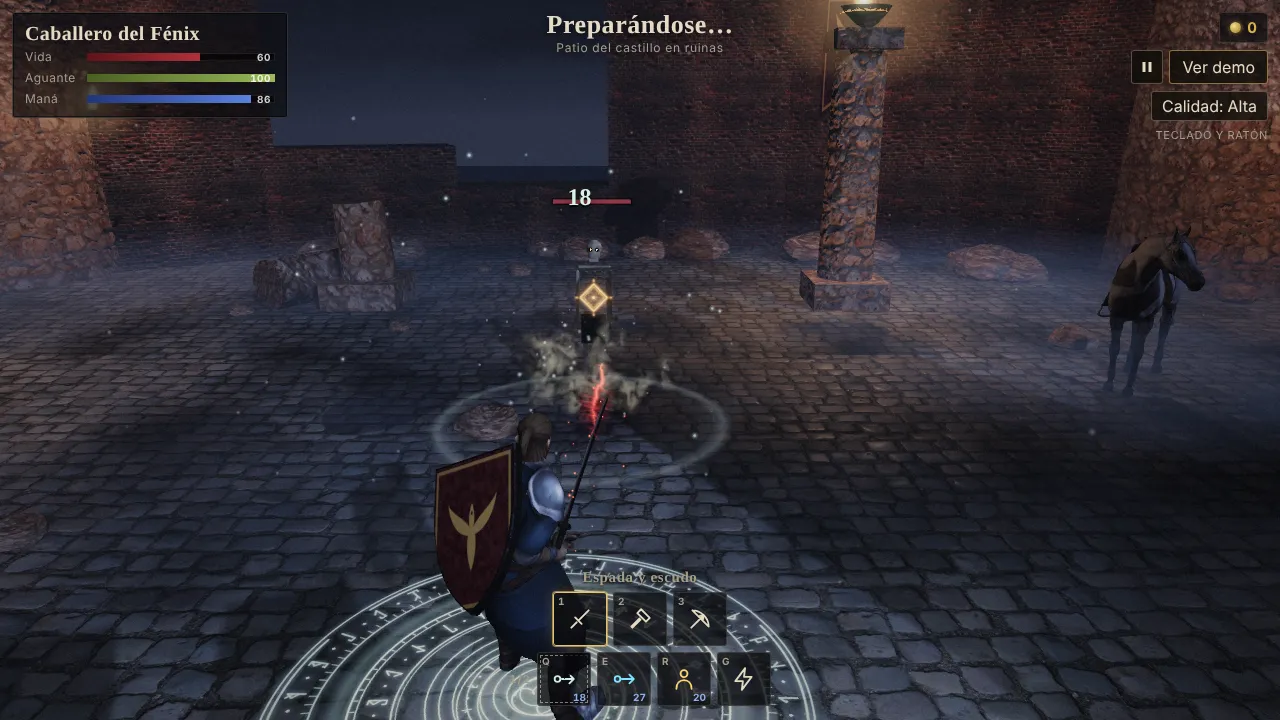 Caballero del Fénix
Vida 60
Aguante 100
Maná 86
Preparándose…
Patio del castillo en ruinas
0
Ver demo
Calidad: Alta
TECLADO Y RATÓN
18
Espada y escudo
1 2 3
Q E R G
18 27 20